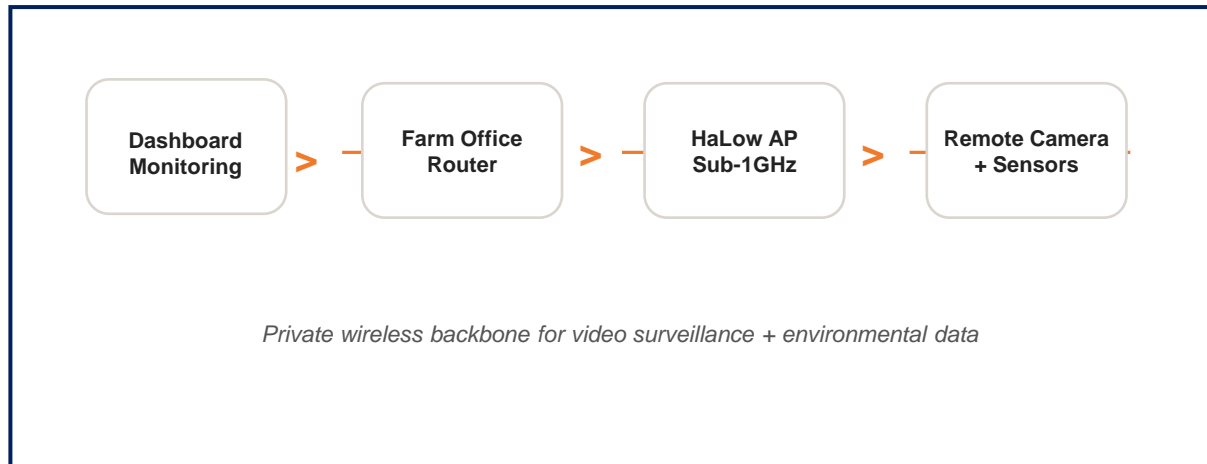 Dashboard
Monitoring
>
Farm Office
Router
>
HaLow AP
Sub-1GHz
>
Remote Camera
+ Sensors
Private wireless backbone for video surveillance + environmental data